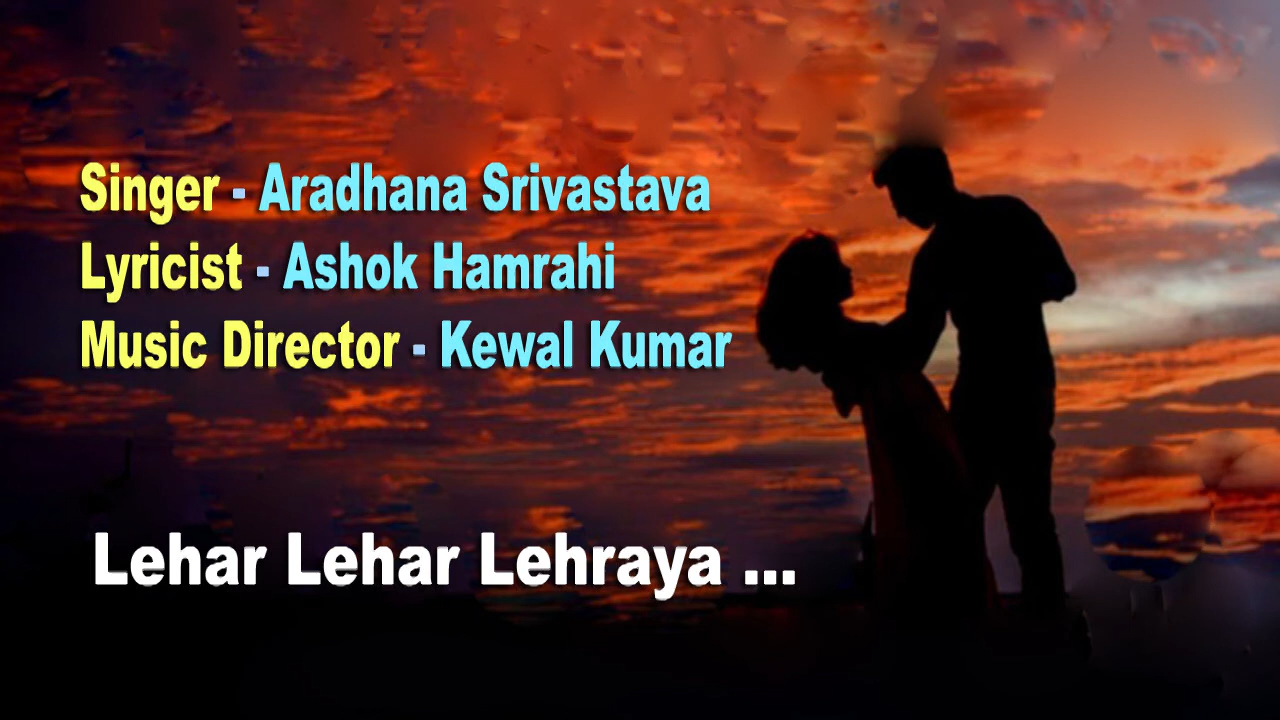 Singer - Aradhana Srivastava
Lyricist - Ashok Hamrahi
Music Director - Kewal Kumar
Lehar Lehar Lehraya ...